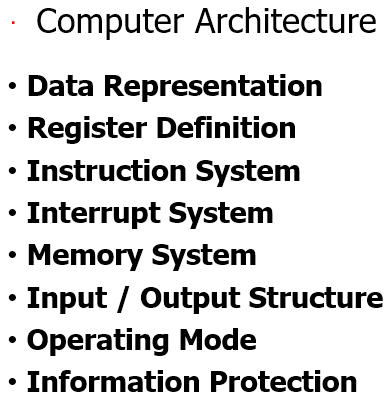 · Computer Architecture
• Data Representation
• Register Definition
• Instruction System
• Interrupt System
• Memory System
• Input / Output Structure
• Operating Mode
• Information Protection